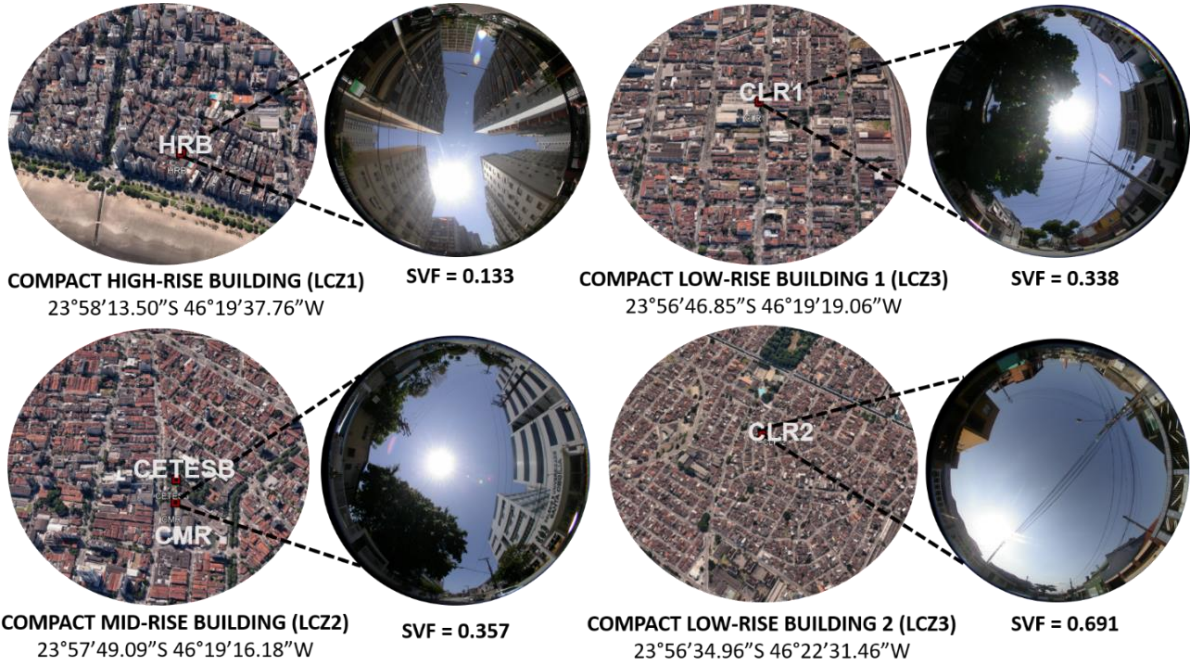 HRB
HRB
COMPACT HIGH-RISE BUILDING (LCZ1)
23°58’13.50”S 46°19’37.76”W
SVF = 0.133
CLR1
COMPACT LOW-RISE BUILDING 1 (LCZ3)
23°56’46.85”S 46°19’19.06”W
SVF = 0.338
CETESB
CMR
COMPACT MID-RISE BUILDING (LCZ2)
23°57’49.09”S 46°19’16.18”W
SVF = 0.357
CLR2
COMPACT LOW-RISE BUILDING 2 (LCZ3)
23°56’34.96”S 46°22’31.46”W
SVF = 0.691